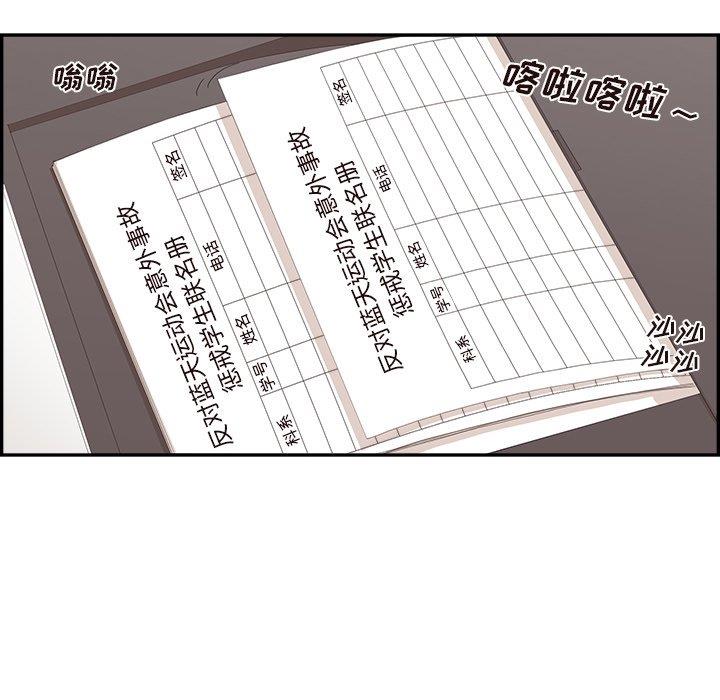 嗡嗡
喀啦喀啦~
反对蓝天运动会意外事故
惩戒学生联名册
科系
学号
姓名
电话
签名
反对蓝天运动会意外事故
惩戒学生联名册
科系
学号
姓名
电话
签名
沙沙
沙沙